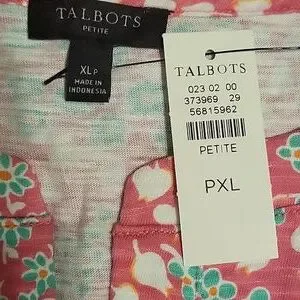 TALBOTS
PETITE
XL P
MADE IN
INDONESIA
TALBOTS
023 02 00
373969 29
56815962
PETITE
PXL